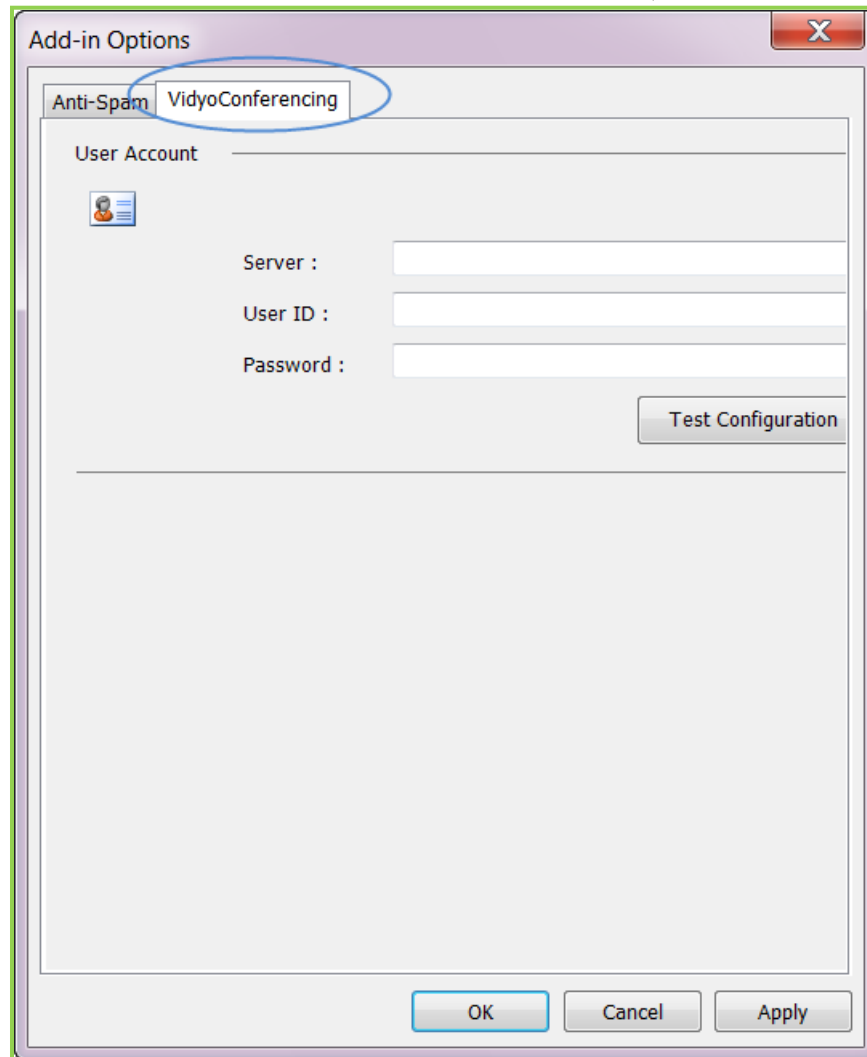 Add-in Options
Anti-Spam VidyoConferencing
User Account
Server :
User ID :
Password :
Test Configuration
OK Cancel Apply